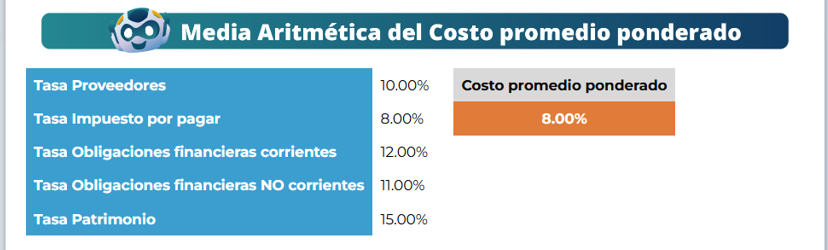 Media Aritmética del Costo promedio ponderado
Tasa Proveedores 10.00% Costo promedio ponderado
Tasa Impuesto por pagar 8.00% 8.00%
Tasa Obligaciones financieras corrientes 12.00%
Tasa Obligaciones financieras NO corrientes 11.00%
Tasa Patrimonio 15.00%